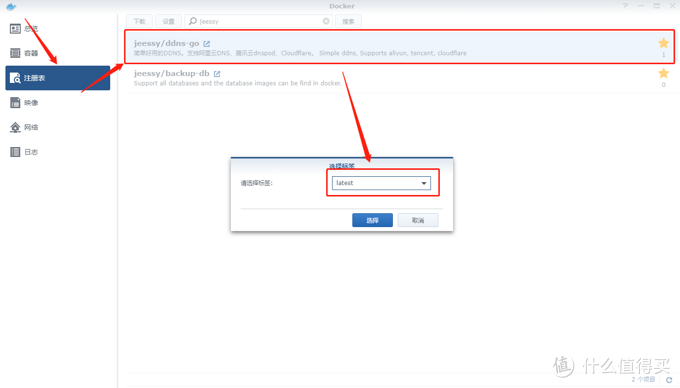 Docker
总览
容器
注册表
映像
网络
日志
下载
设置
jeessy
搜索
jeessy/ddns-go
简单好用的DDNS。支持阿里云DNS、腾讯云dnspod、Cloudflare。 Simple ddns, Supports aliyun, tencent, cloudflare
1
jeessy/backup-db
Support all databases and the database images can be find in docker.
0
选择标签
请选择标签:
latest
选择
取消
2 个项目
值 什么值得买